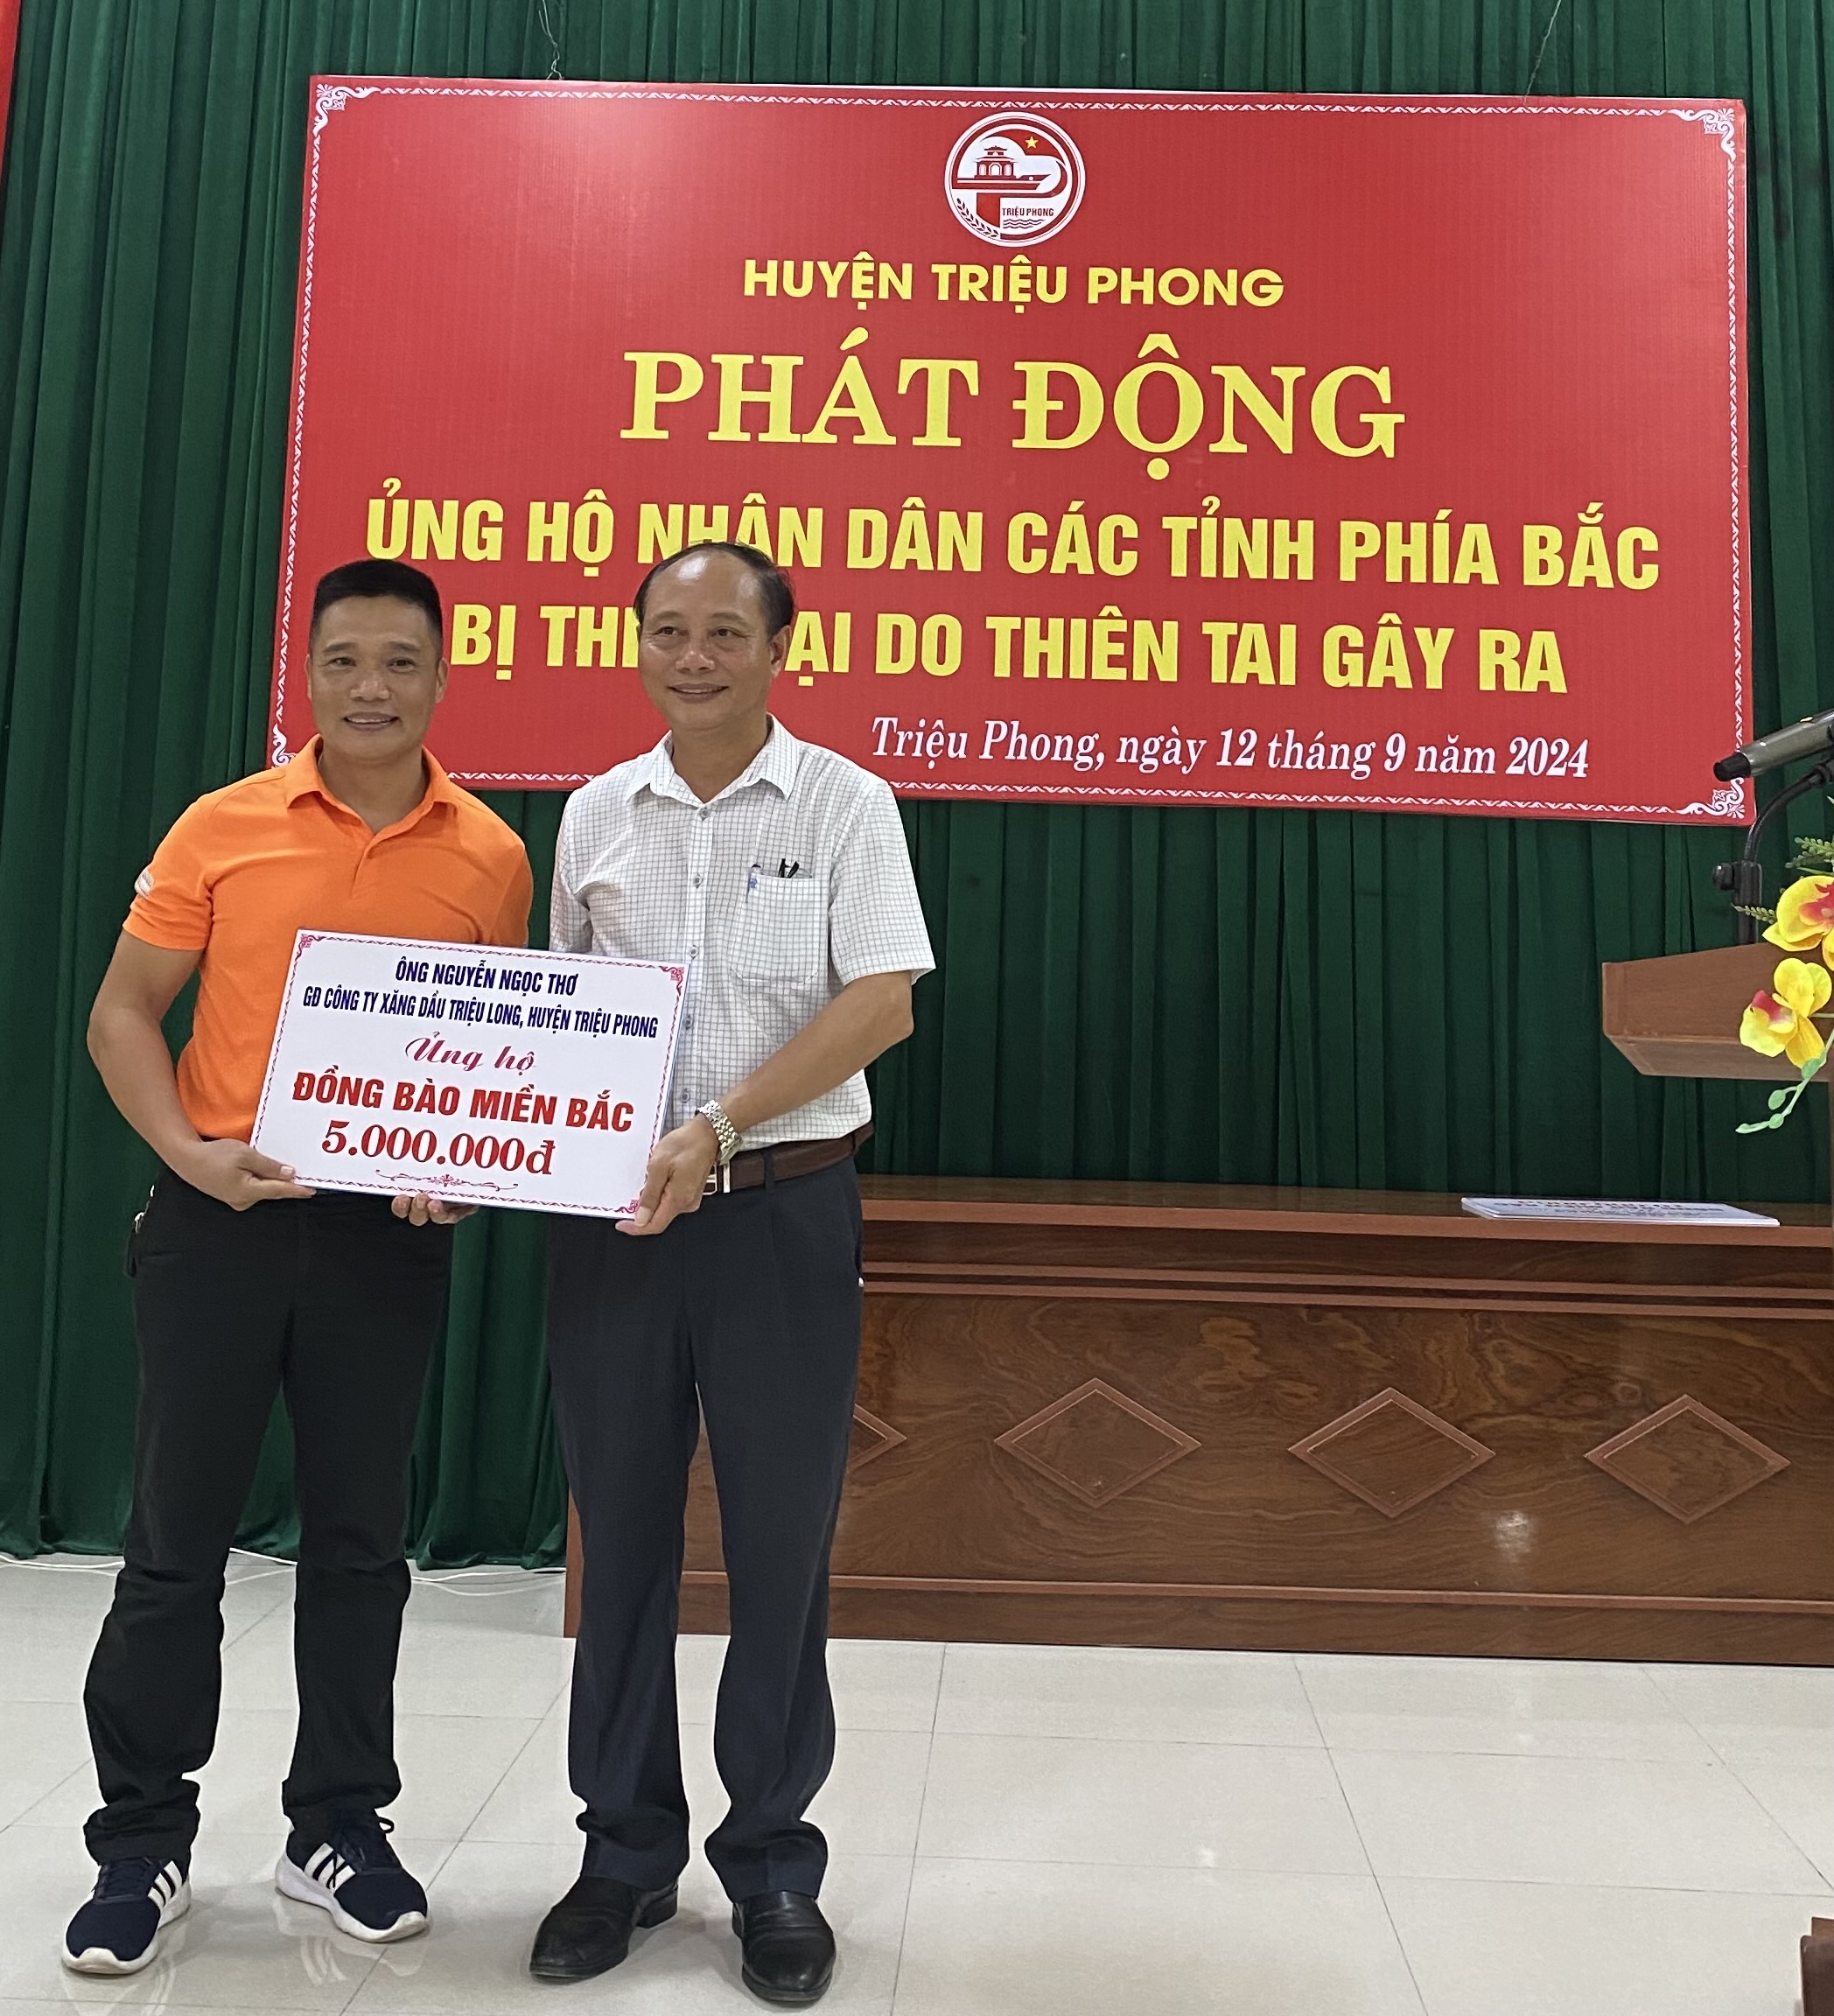 TRIỆU PHONG
HUYỆN TRIỆU PHONG
PHÁT ĐỘNG
ỦNG HỘ NHÂN DÂN CÁC TỈNH PHÍA BẮC
BỊ ẠI DO THIÊN TAI GÂY RA
Triệu Phong, ngày 12 tháng 9 năm 2024
ÔNG NGUYỄN NGỌC THƠ
GĐ CÔNG TY XĂNG DẦU TRIỆU LONG, HUYỆN TRIỆU PHONG
Ủng hộ
ĐỒNG BÀO MIỀN BẮC
5.000.000đ